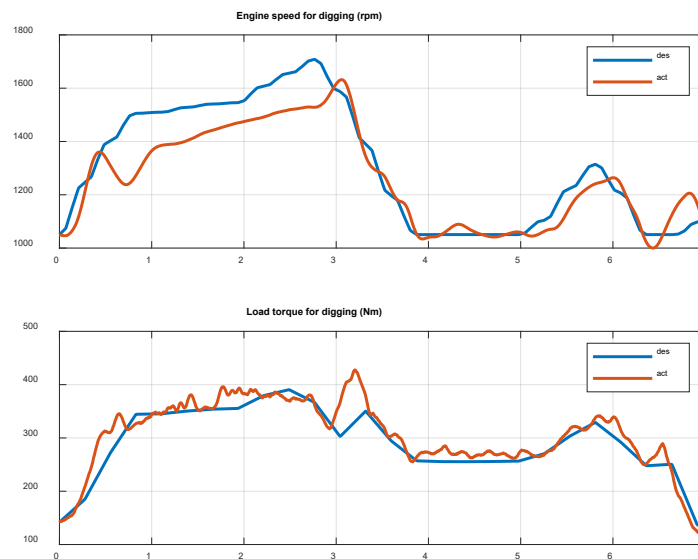 Engine speed for digging (rpm)
1800
1600
1400
1200
1000
des
act
0 1 2 3 4 5 6
Load torque for digging (Nm)
500
400
300
200
100
des
act
0 1 2 3 4 5 6